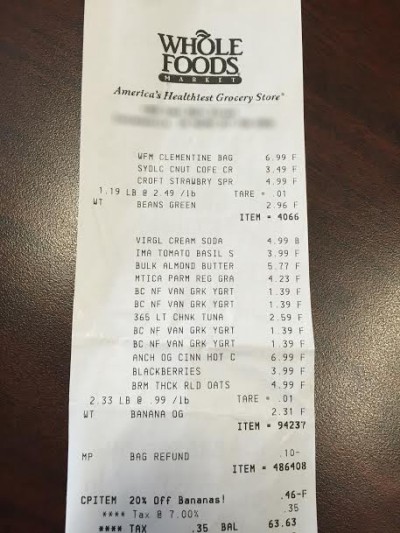 WHOLE
FOODS
MARKET
America's Healthiest Grocery Store®
WFM CLEMENTINE BAG 6.99 F
SYDLC CNUT COFE CR 3.49 F
CROFT STRAWBRY SPR 4.99 F
1.19 LB @ 2.49 /lb TARE = .01
WT BEANS GREEN 2.96 F
ITEM = 4066
VIRGL CREAM SODA 4.99 B
IMA TOMATO BASIL S 3.99 F
BULK ALMOND BUTTER 5.77 F
MTICA PARM REG GRA 4.23 F
BC NF VAN GRK YGRT 1.39 F
BC NF VAN GRK YGRT 1.39 F
365 LT CHNK TUNA 2.59 F
BC NF VAN GRK YGRT 1.39 F
BC NF VAN GRK YGRT 1.39 F
ANCH OG CINN HOT C 6.99 F
BLACKBERRIES 3.99 F
BRM THCK RLD OATS 4.99 F
2.33 LB @ .99 /lb TARE = .01
WT BANANA OG 2.31 F
ITEM = 94237
MP BAG REFUND .10-
ITEM = 486408
CPITEM 20% Off Bananas! .46-F
**** Tax @ 7.00% .35
**** TAX .35 BAL 63.63